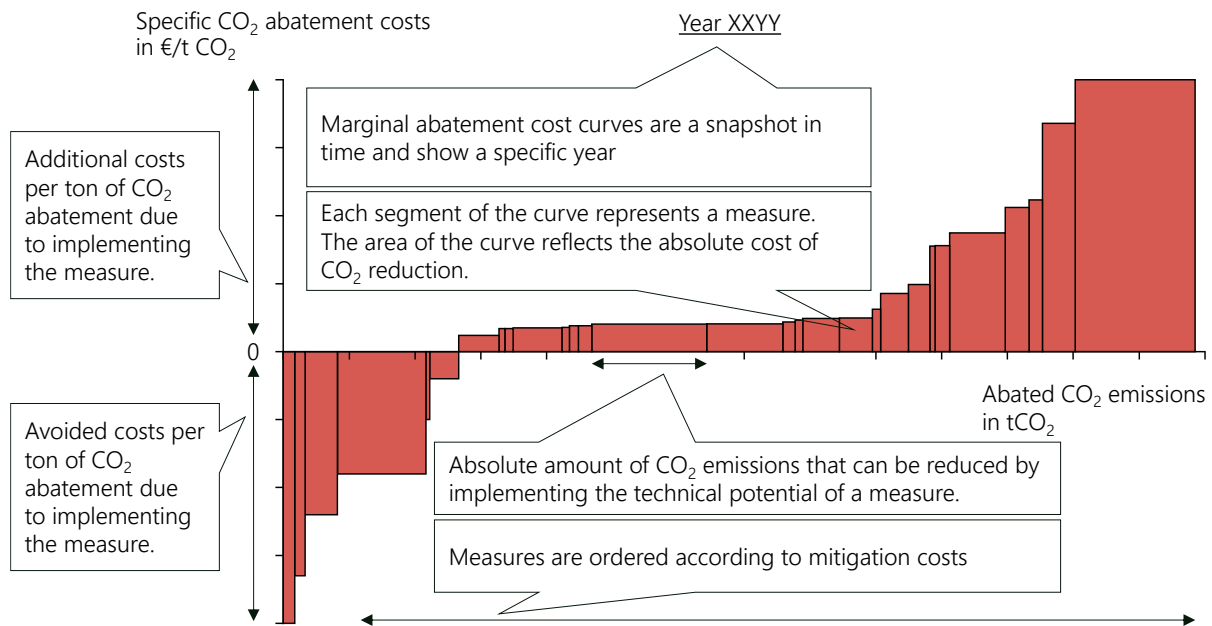 Specific CO₂ abatement costs
in €/t CO₂
Year XXYY
Marginal abatement cost curves are a snapshot in
time and show a specific year
Additional costs
per ton of CO₂
abatement due
to implementing
the measure.
Each segment of the curve represents a measure.
The area of the curve reflects the absolute cost of
CO₂ reduction.
0
Abated CO₂ emissions
in tCO₂
Avoided costs per
ton of CO₂
abatement due
to implementing
the measure.
Absolute amount of CO₂ emissions that can be reduced by
implementing the technical potential of a measure.
Measures are ordered according to mitigation costs